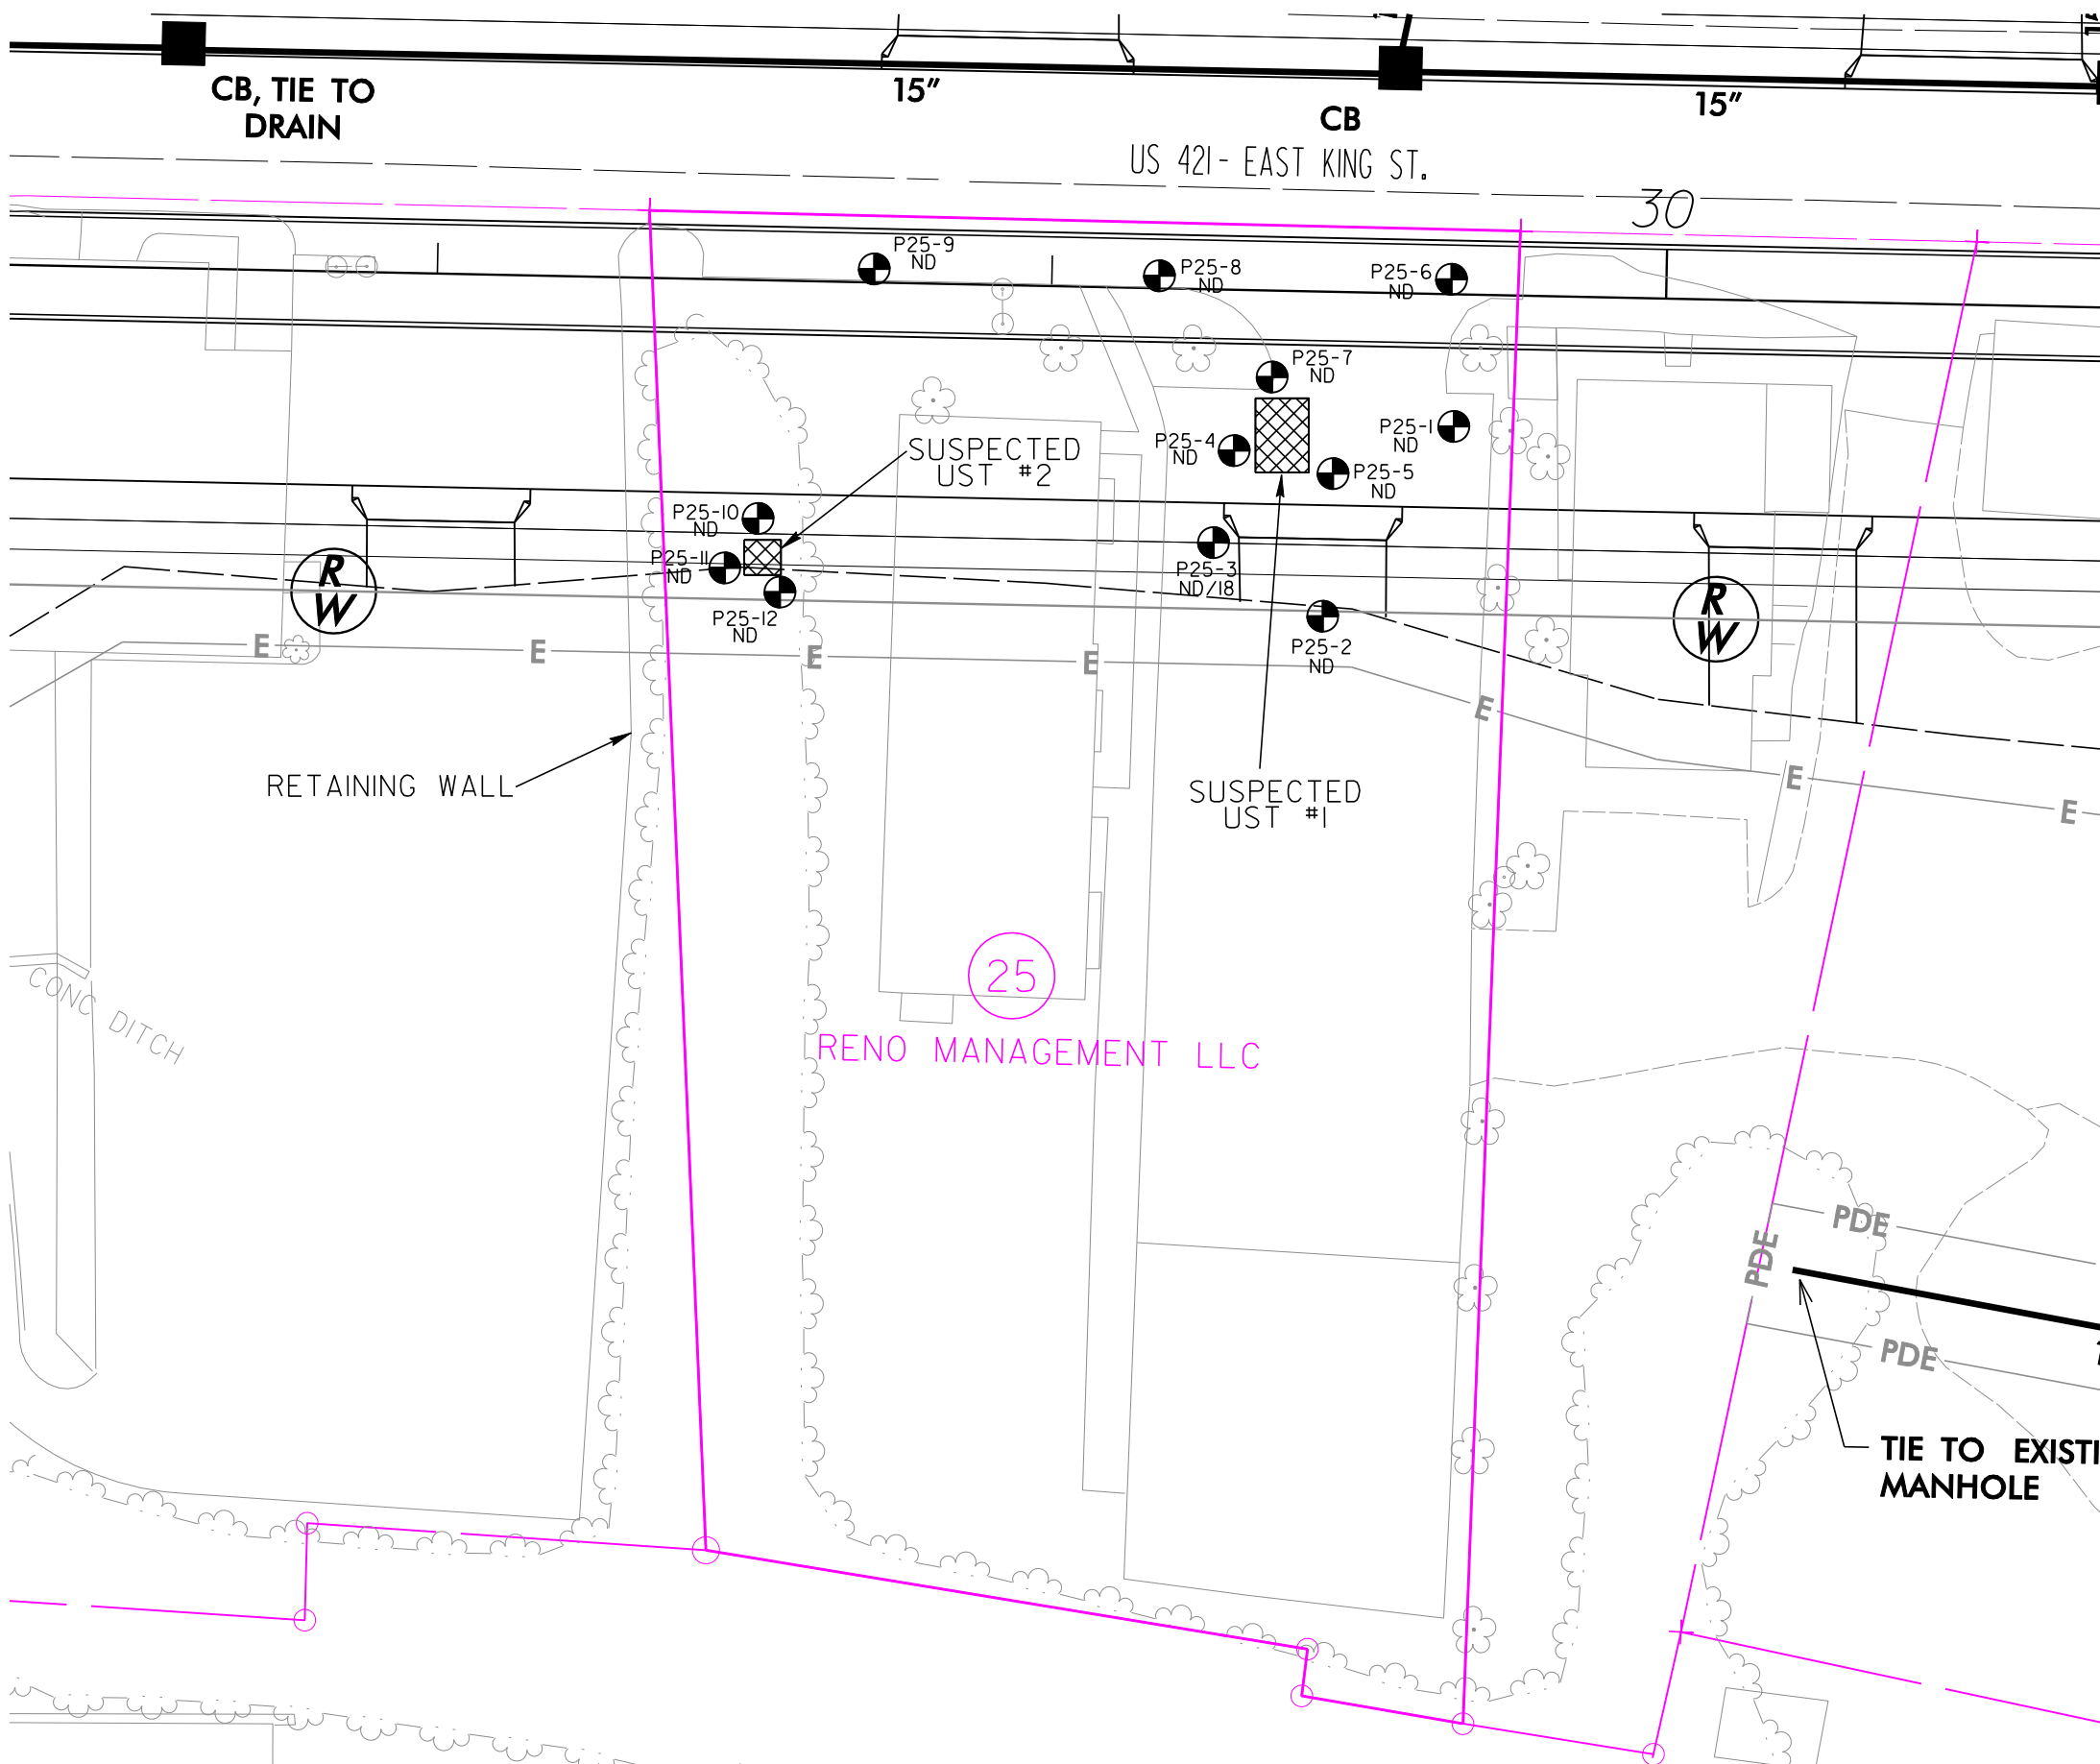 CB, TIE TO
DRAIN
15"
CB
15"
US 421- EAST KING ST.
30
P25-9
ND
P25-8
ND
P25-6
ND
P25-7
ND
P25-4
ND
P25-1
ND
P25-5
ND
SUSPECTED
UST #2
P25-10
ND
P25-11
ND
P25-12
ND
P25-3
ND/18
P25-2
ND
R
W
R
W
E
E
E
E
E
E
E
RETAINING WALL
SUSPECTED
UST #1
25
RENO MANAGEMENT LLC
CONC DITCH
PDE
PDE
PDE
TIE TO EXISTI
MANHOLE